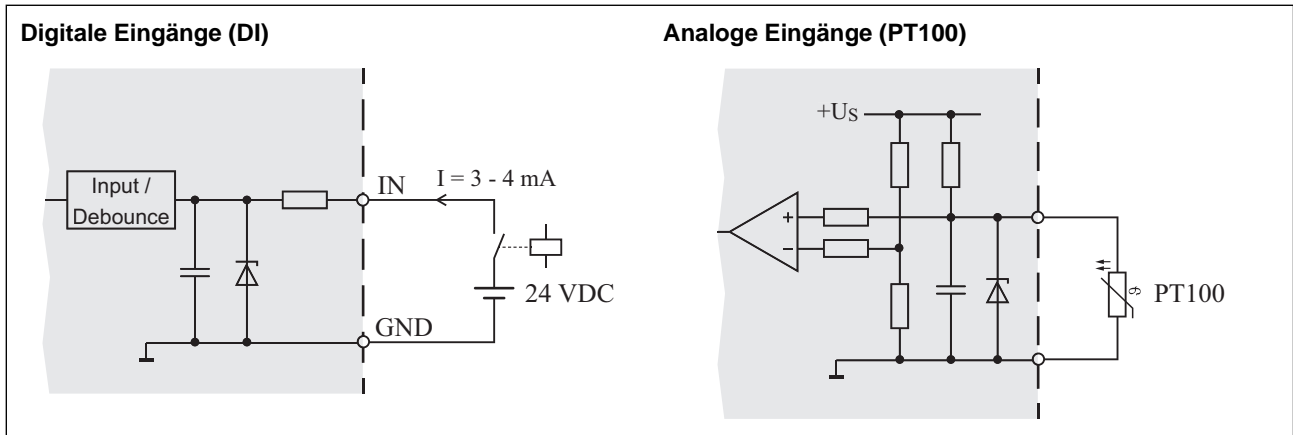 Digitale Eingänge (DI)
Input /
Debounce
IN
I = 3 - 4 mA
24 VDC
GND
Analoge Eingänge (PT100)
+US
+
−
ϑ
PT100